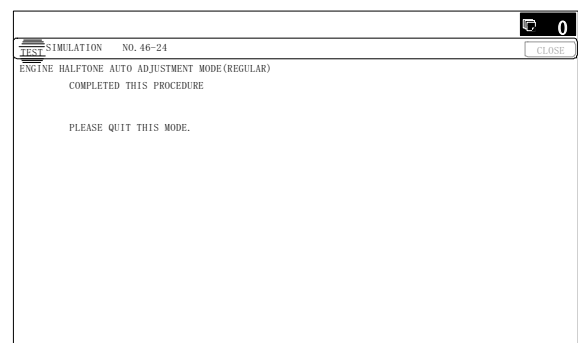 0
TEST SIMULATION NO.46-24 CLOSE
ENGINE HALFTONE AUTO ADJUSTMENT MODE(REGULAR)
COMPLETED THIS PROCEDURE
PLEASE QUIT THIS MODE.